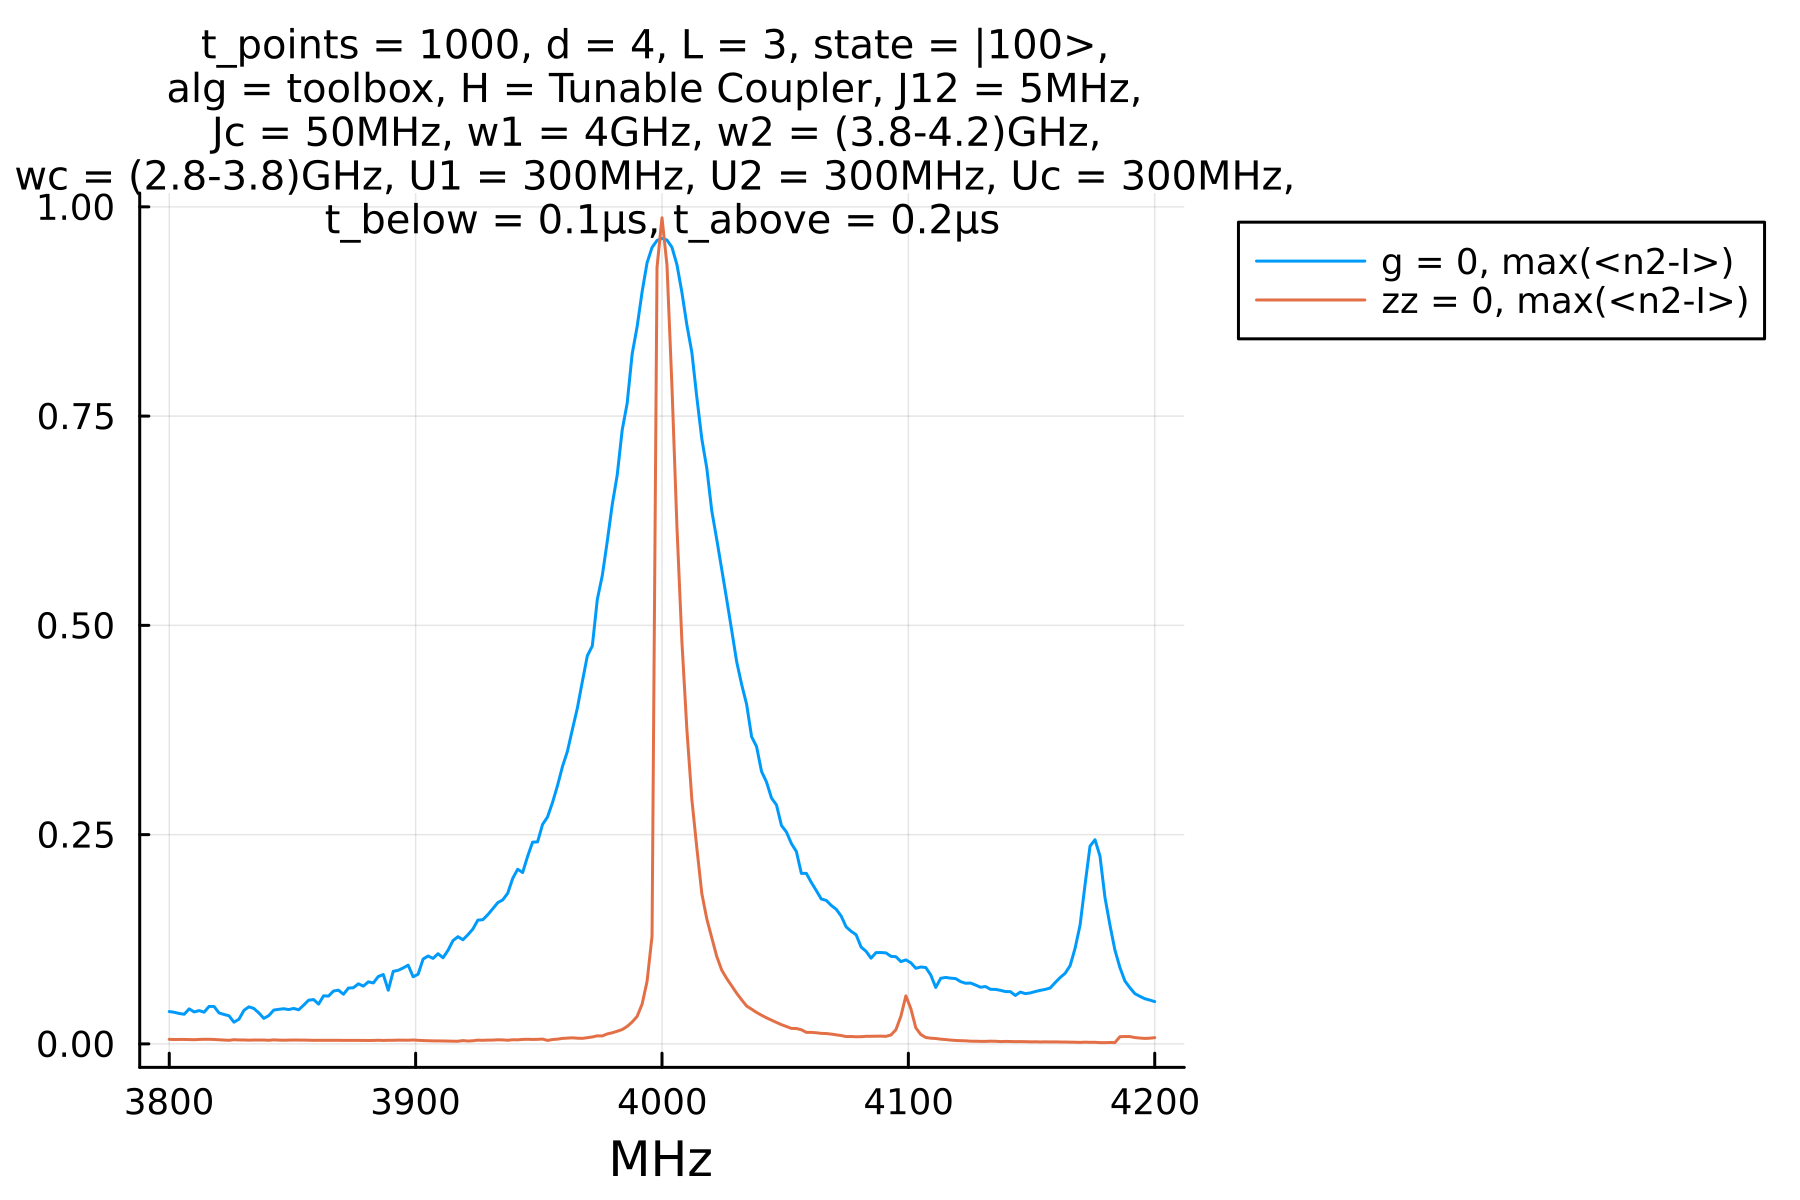 t_points = 1000, d = 4, L = 3, state = |100>,
alg = toolbox, H = Tunable Coupler, J12 = 5MHz,
Jc = 50MHz, w1 = 4GHz, w2 = (3.8-4.2)GHz,
wc = (2.8-3.8)GHz, U1 = 300MHz, U2 = 300MHz, Uc = 300MHz,
t_below = 0.1μs, t_above = 0.2μs
g = 0, max(<n2-I>)
zz = 0, max(<n2-I>)
1.00
0.75
0.50
0.25
0.00
3800 3900 4000 4100 4200
MHz